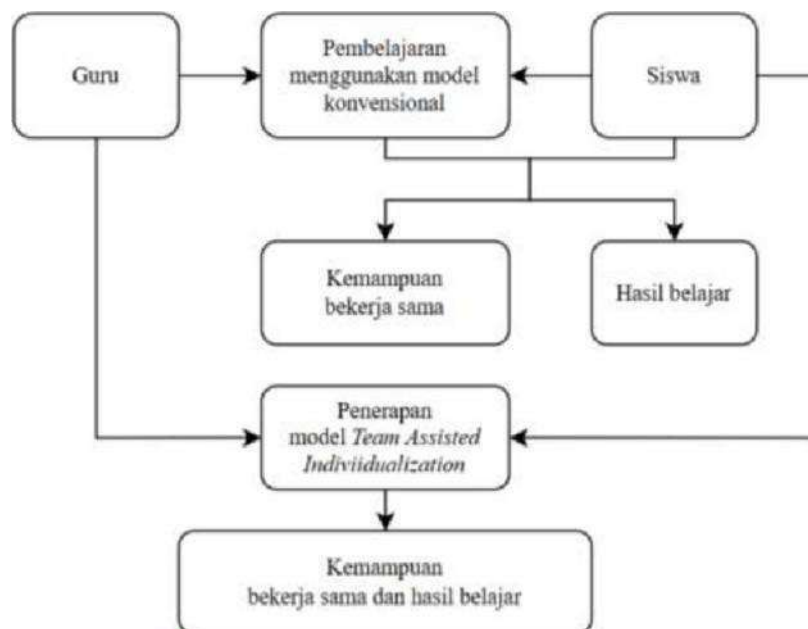 Guru
Pembelajaran
menggunakan model
konvensional
Siswa
Kemampuan
bekerja sama
Hasil belajar
Penerapan
model Team Assisted
Indiviidualization
Kemampuan
bekerja sama dan hasil belajar